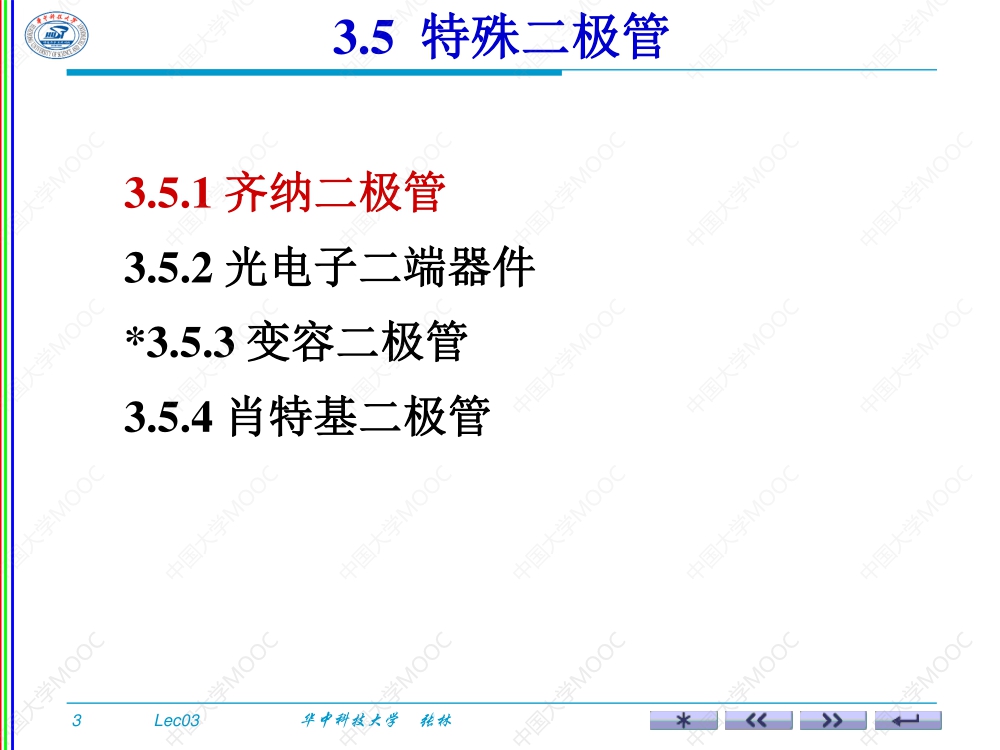 3.5 特殊二极管
3.5.1 齐纳二极管
3.5.2 光电子二端器件
*3.5.3 变容二极管
3.5.4 肖特基二极管
3 Lec03 华中科技大学 张林
中国大学MOOC